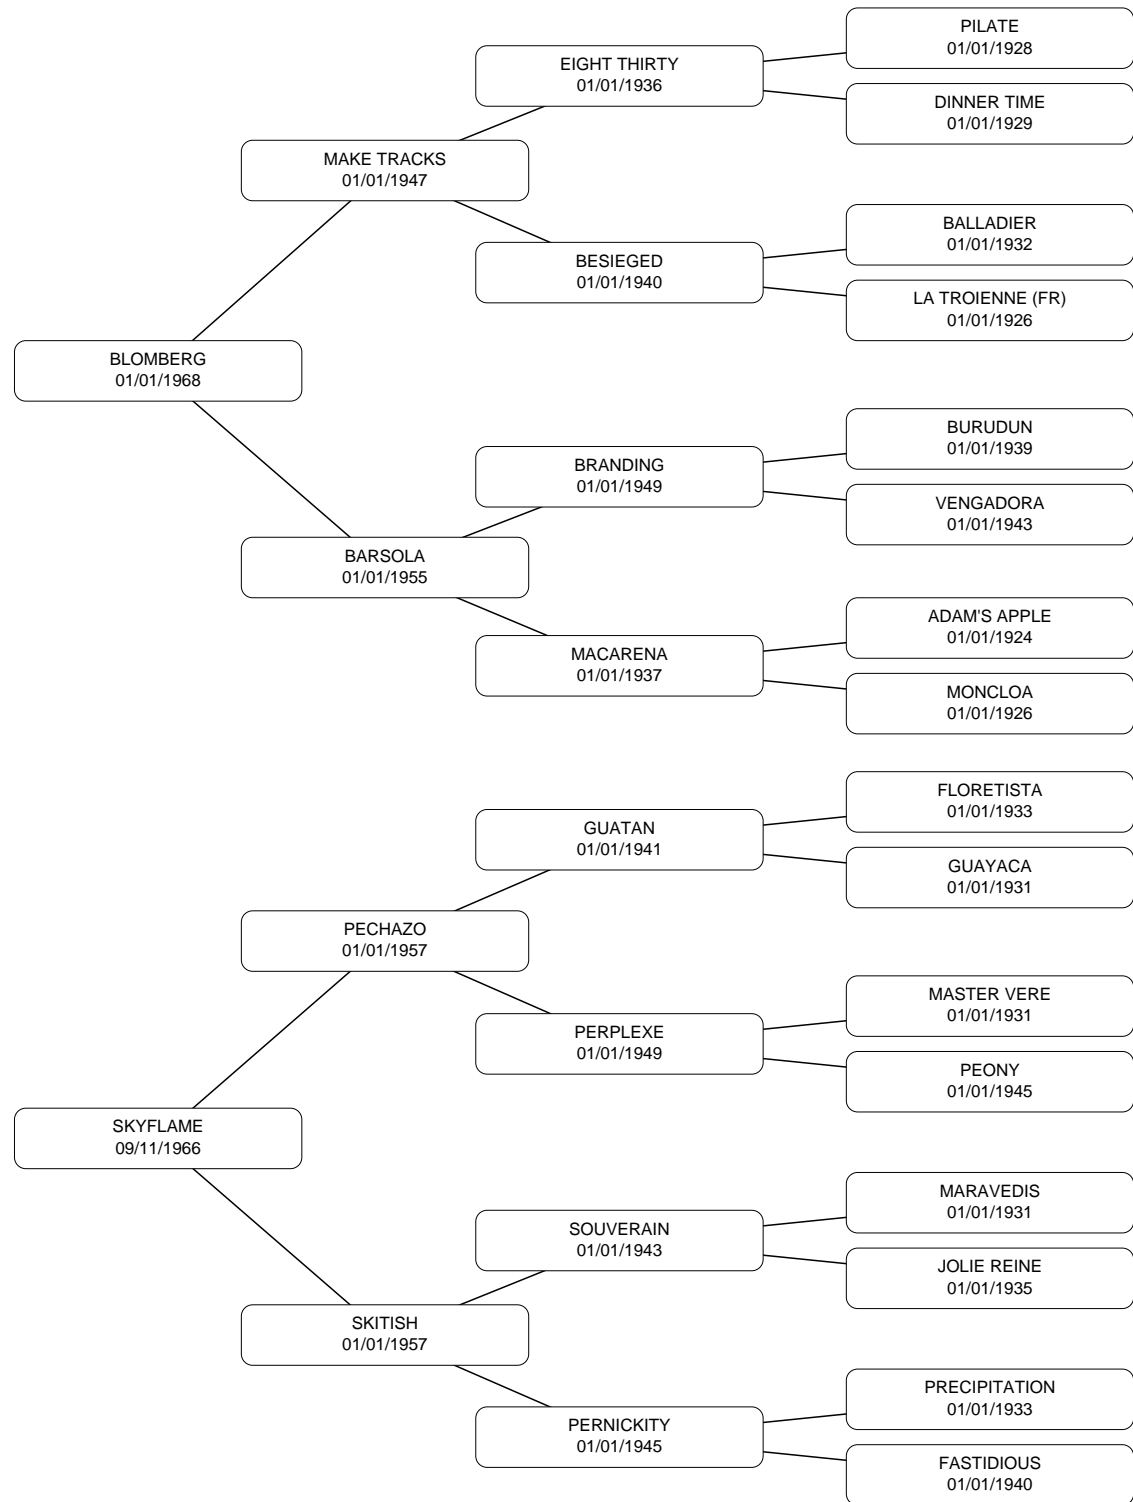 PILATE
01/01/1928
EIGHT THIRTY
01/01/1936
DINNER TIME
01/01/1929
MAKE TRACKS
01/01/1947
BALLADIER
01/01/1932
BESIEGED
01/01/1940
LA TROIENNE (FR)
01/01/1926
BLOMBERG
01/01/1968
BURUDUN
01/01/1939
BRANDING
01/01/1949
VENGADORA
01/01/1943
BARSOLA
01/01/1955
ADAM'S APPLE
01/01/1924
MACARENA
01/01/1937
MONCLOA
01/01/1926
FLORETISTA
01/01/1933
GUATAN
01/01/1941
GUAYACA
01/01/1931
PECHAZO
01/01/1957
MASTER VERE
01/01/1931
PERPLEXE
01/01/1949
PEONY
01/01/1945
SKYFLAME
09/11/1966
MARAVEDIS
01/01/1931
SOUVERAIN
01/01/1943
JOLIE REINE
01/01/1935
SKITISH
01/01/1957
PRECIPITATION
01/01/1933
PERNICKITY
01/01/1945
FASTIDIOUS
01/01/1940